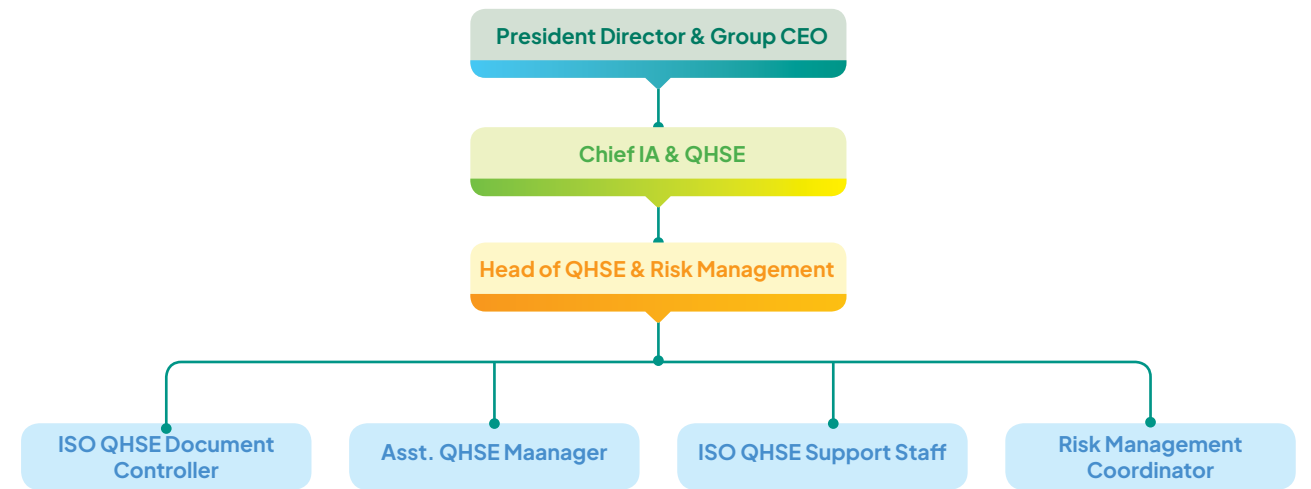 President Director & Group CEO
Chief IA & QHSE
Head of QHSE & Risk Management
ISO QHSE Document
Controller
Asst. QHSE Maanager
ISO QHSE Support Staff
Risk Management
Coordinator